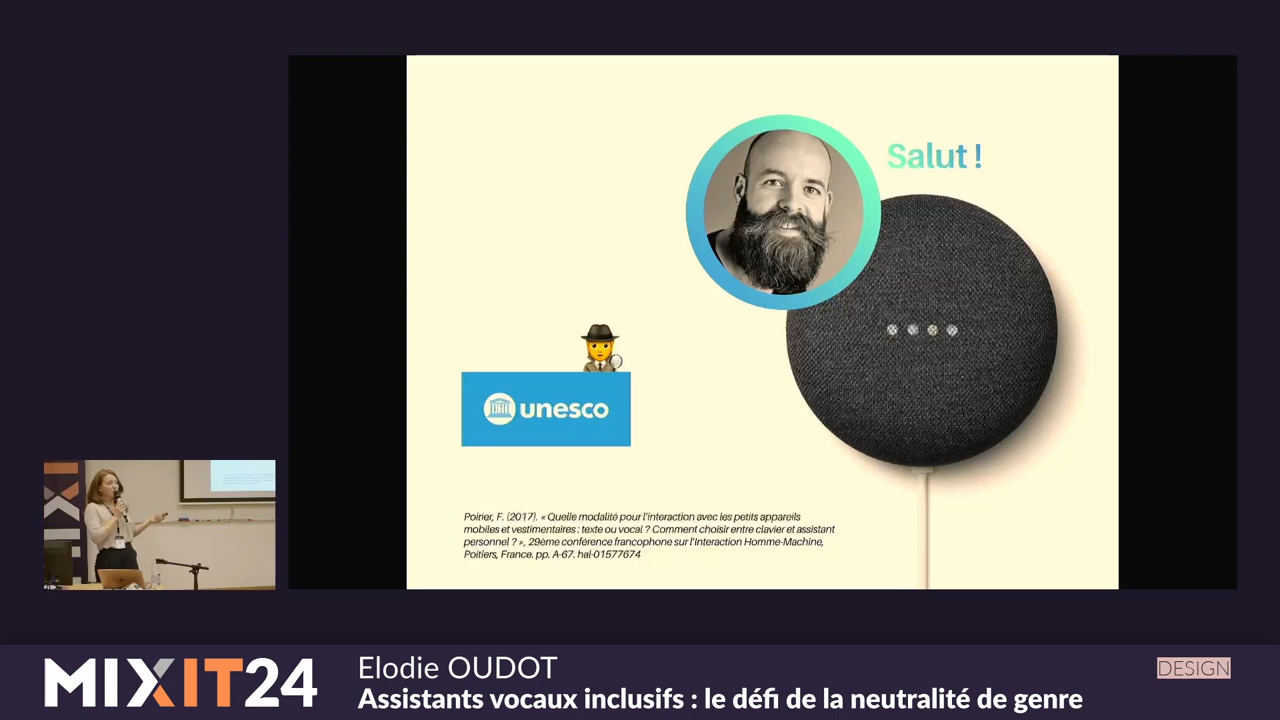 Salut !
unesco
Poirier, F. (2017). « Quelle modalité pour l'interaction avec les petits appareils
mobiles et vestimentaires : texte ou vocal ? Comment choisir entre clavier et assistant
personnel ? », 29ème conférence francophone sur l'Interaction Homme-Machine,
Poitiers, France. pp. A-67. hal-01577674
MIXIT24
Elodie OUDOT
Assistants vocaux inclusifs : le défi de la neutralité de genre
DESIGN